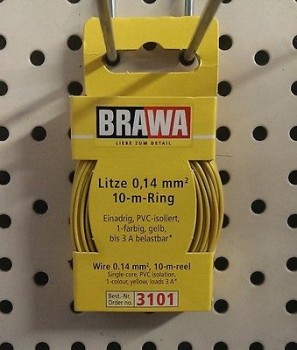 BRAWA
LIEBE ZUM DETAIL
Litze 0,14 mm²
10-m-Ring
Einadrig, PVC-isoliert,
1-farbig, gelb,
bis 3 A belastbar*
Wire 0.14 mm², 10-m-reel
Single-core, PVC isolation,
1-colour, yellow, loads 3 A*
Best.-Nr.
Order no.
3101